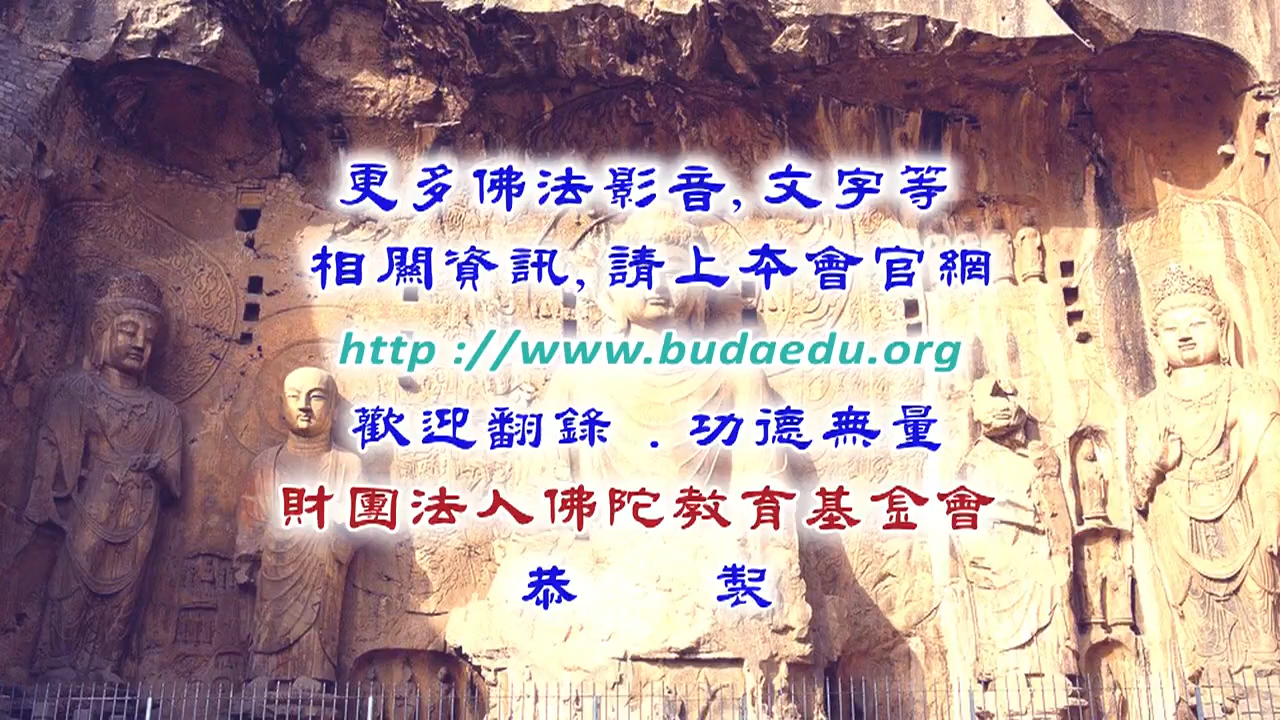 更多佛法影音,文字等
相關資訊,請上本會官網
http ://www.budaedu.org
歡迎翻錄 . 功德無量
財團法人佛陀教育基金會
恭 製